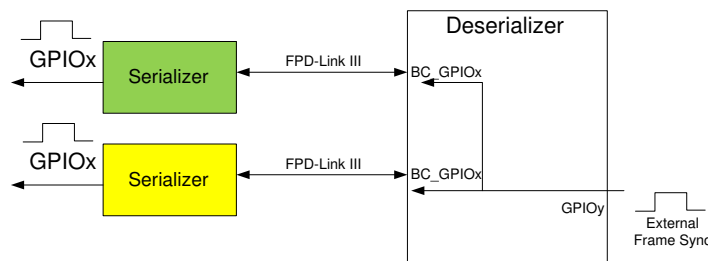 Deserializer
GPIOx
Serializer
FPD-Link III
BC_GPIOx
GPIOx
Serializer
FPD-Link III
BC_GPIOx
GPIOy
External
Frame Sync